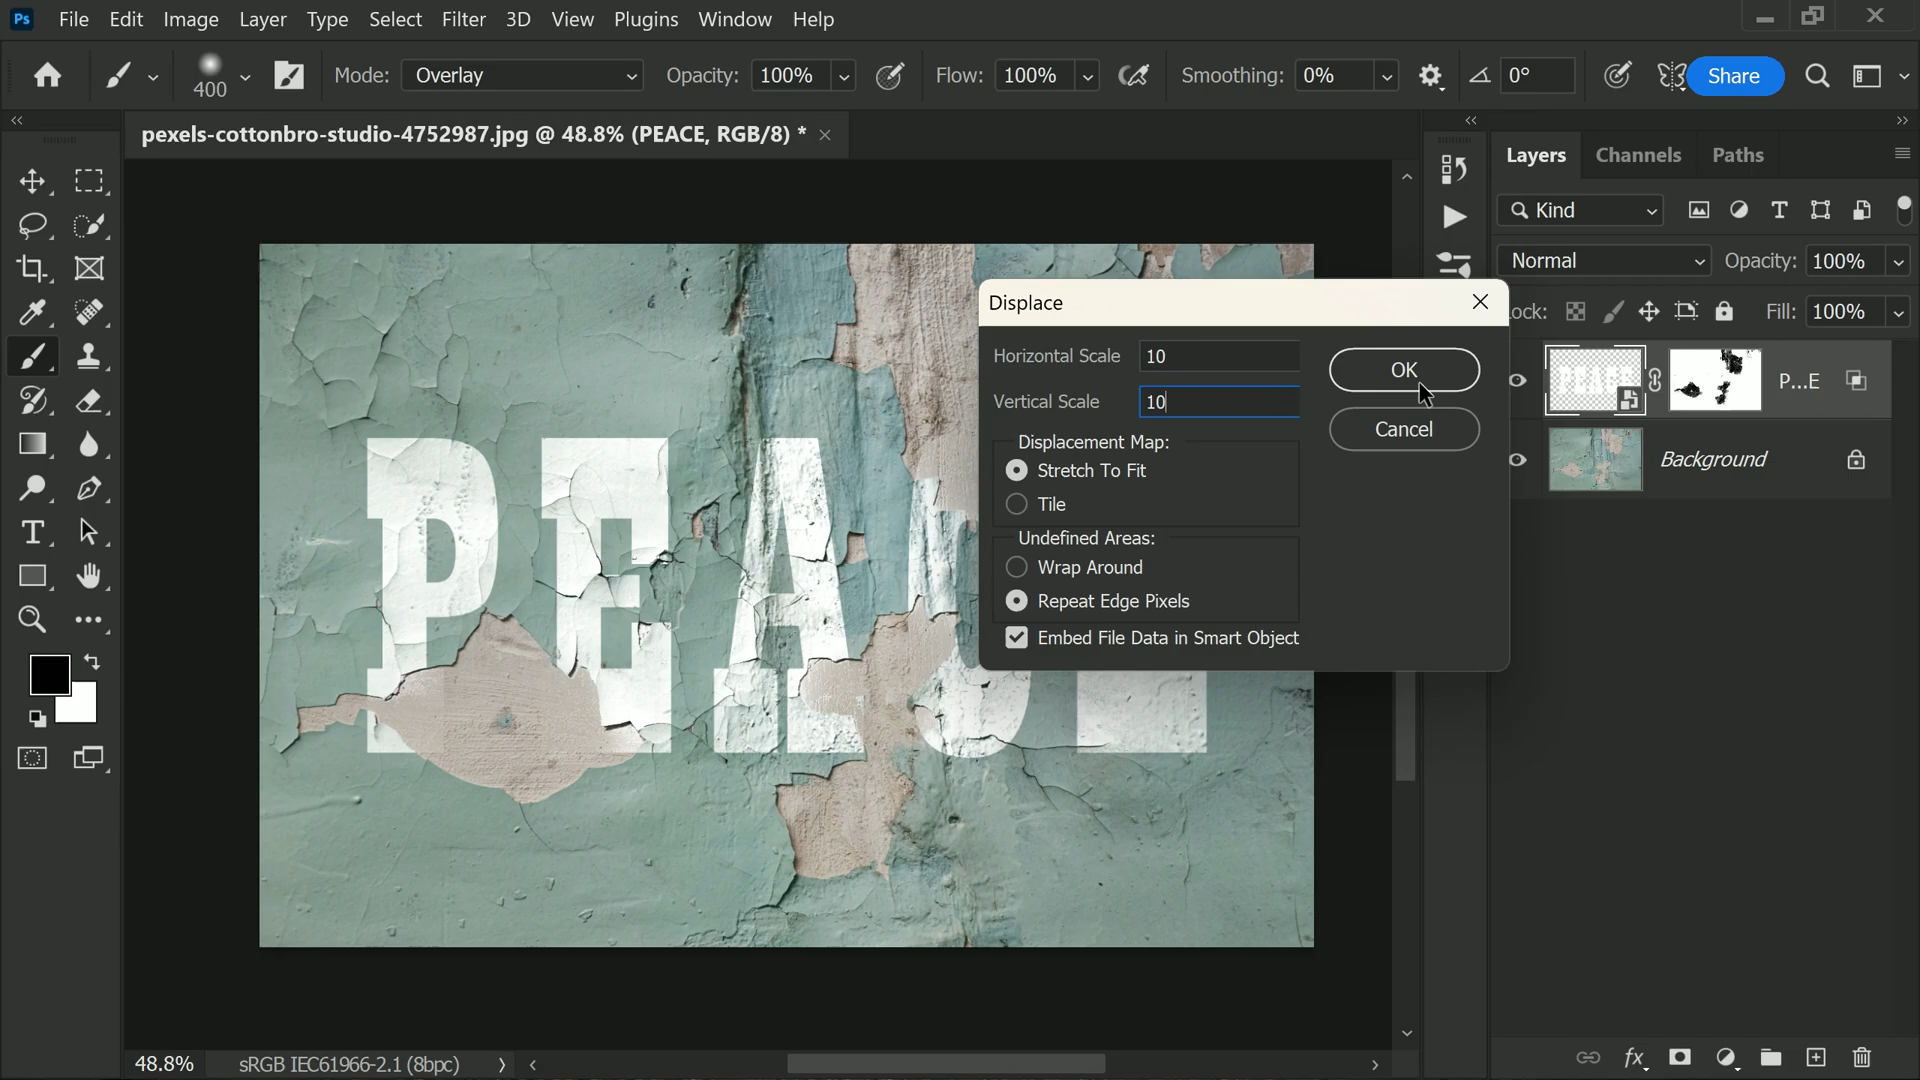 Ps File Edit Image Layer Type Select Filter 3D View Plugins Window Help
400 Mode: Overlay Opacity: 100% Flow: 100% Smoothing: 0% 0° Share
pexels-cottonbro-studio-4752987.jpg @ 48.8% (PEACE, RGB/8) *
Layers Channels Paths
Kind
Normal Opacity: 100%
Lock: Fill: 100%
P...E
Background
Displace
Horizontal Scale 10
Vertical Scale 10
OK
Cancel
Displacement Map:
Stretch To Fit
Tile
Undefined Areas:
Wrap Around
Repeat Edge Pixels
Embed File Data in Smart Object
PEACE
T
48.8% sRGB IEC61966-2.1 (8bpc)
fx